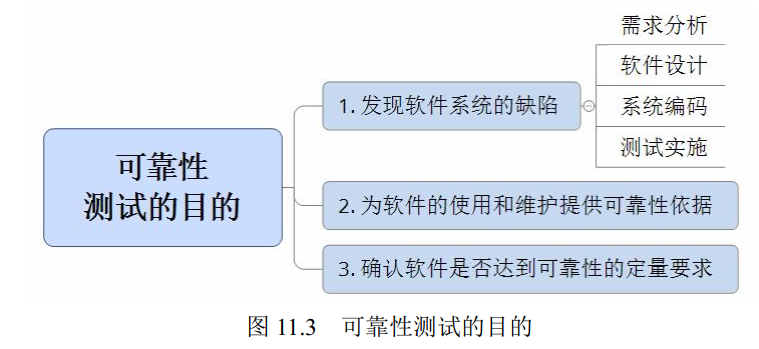 可靠性
测试的目的
1. 发现软件系统的缺陷
需求分析
软件设计
系统编码
测试实施
2. 为软件的使用和维护提供可靠性依据
3. 确认软件是否达到可靠性的定量要求
图 11.3 可靠性测试的目的